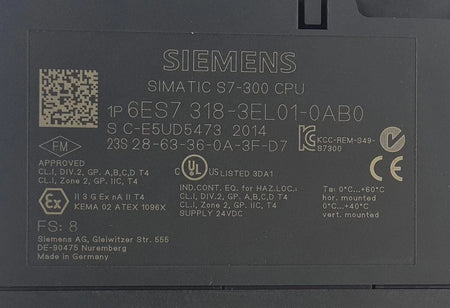 SIEMENS
SIMATIC S7-300 CPU
1P 6ES7 318-3EL01-0AB0
S C-E5UD5473 2014
23S 28-63-36-0A-3F-D7
KCC-REM-S49-
S7300
FM
APPROVED
CL.I, DIV.2, GP. A,B,C,D T4
CL.I, Zone 2, GP. IIC, T4
C UL US LISTED 3DA1
IND.CONT. EQ. for HAZ.LOC.:
CL.I, DIV.2, GP. A,B,C,D T4
CL.I, Zone 2, GP. IIC, T4
SUPPLY 24VDC
TB: 0°C...+60°C
hor. mounted
0°C...+40°C
vert. mounted
Ex II 3 G Ex nA II T4
KEMA 02 ATEX 1096X
FS: 8
Siemens AG, Gleiwitzer Str. 555
DE-90475 Nuremberg
Made in Germany